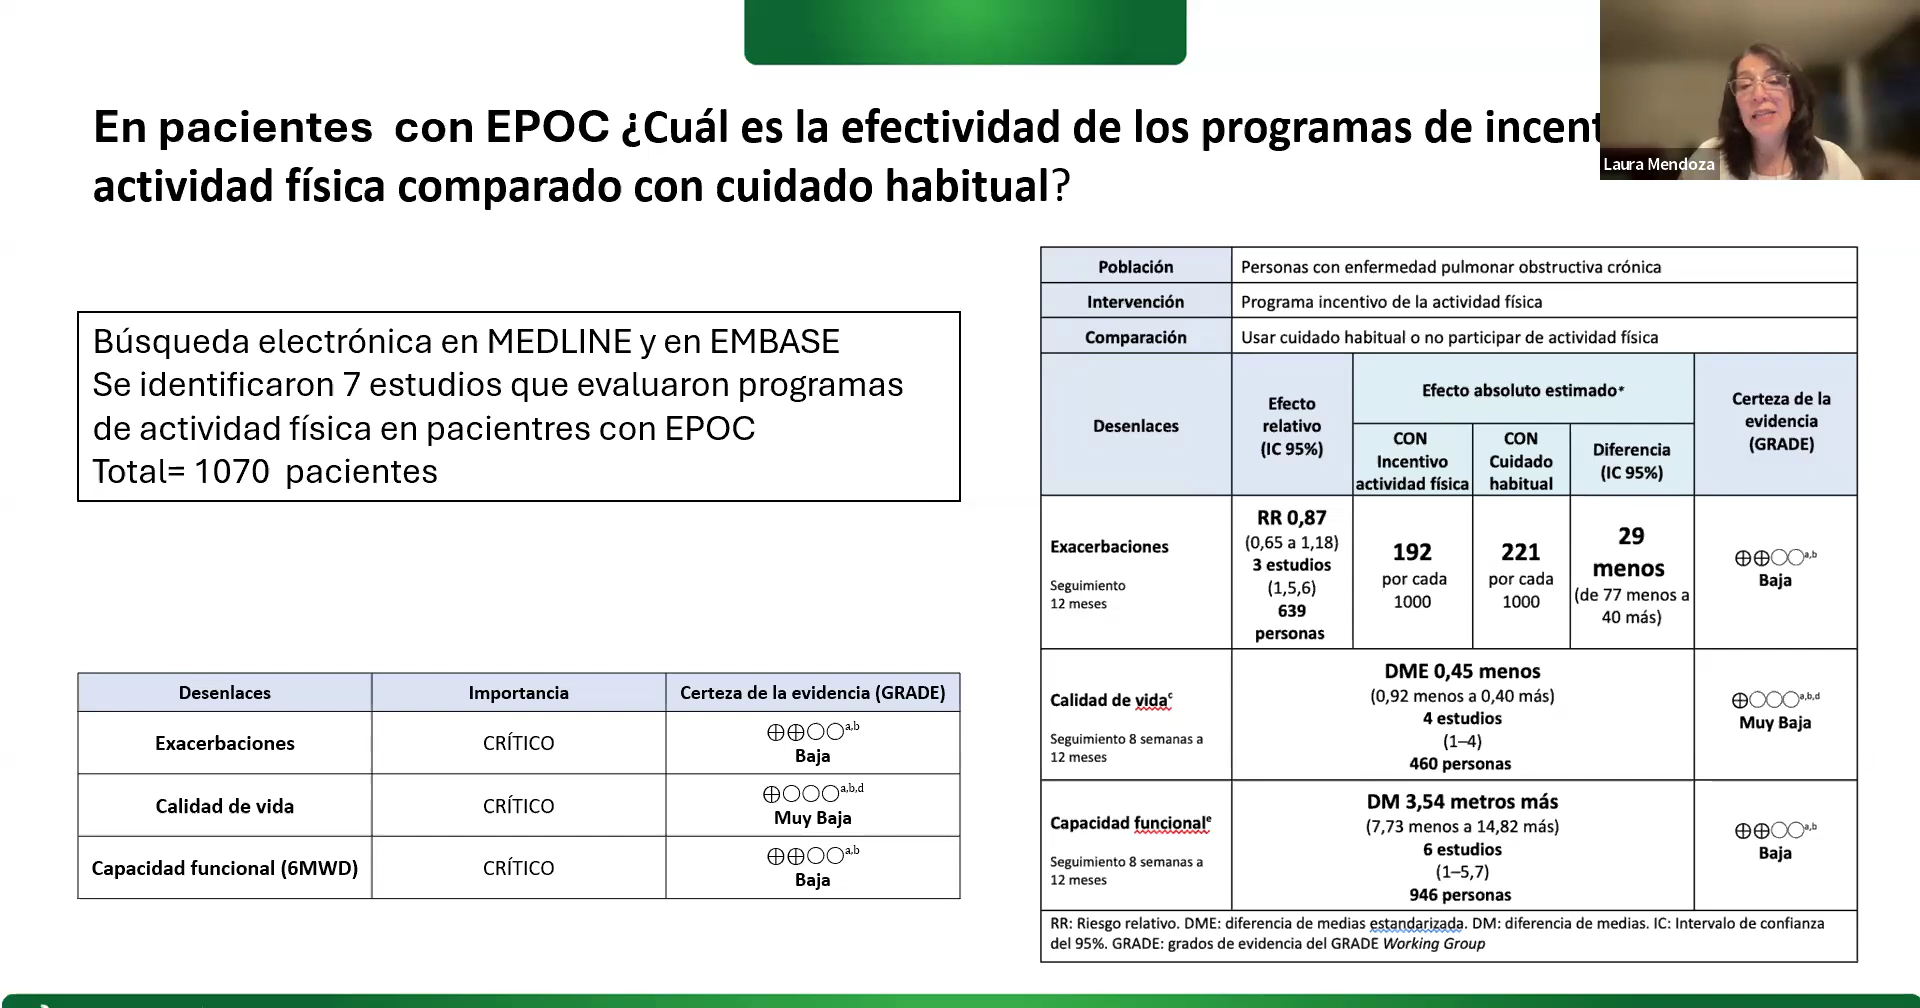 En pacientes  con EPOC ¿Cuál es la efectividad de los programas de incent
actividad física comparado con cuidado habitual?
Laura Mendoza
Búsqueda electrónica en MEDLINE y en EMBASE
Se identificaron 7 estudios que evaluaron programas
de actividad física en pacientres con EPOC
Total= 1070  pacientes
Desenlaces
Importancia
Certeza de la evidencia (GRADE)
Exacerbaciones
CRÍTICO
⨁⨁◯◯a,b
Baja
Calidad de vida
CRÍTICO
⨁◯◯◯a,b,d
Muy Baja
Capacidad funcional (6MWD)
CRÍTICO
⨁⨁◯◯a,b
Baja
Población
Personas con enfermedad pulmonar obstructiva crónica
Intervención
Programa incentivo de la actividad física
Comparación
Usar cuidado habitual o no participar de actividad física
Desenlaces
Efecto
relativo
(IC 95%)
Efecto absoluto estimado*
CON
Incentivo
actividad física
CON
Cuidado
habitual
Diferencia
(IC 95%)
Certeza de la
evidencia
(GRADE)
Exacerbaciones
Seguimiento
12 meses
RR 0,87
(0,65 a 1,18)
3 estudios
(1,5,6)
639
personas
192
por cada
1000
221
por cada
1000
29
menos
(de 77 menos a
40 más)
⨁⨁◯◯a,b
Baja
Calidad de vidac
Seguimiento 8 semanas a
12 meses
DME 0,45 menos
(0,92 menos a 0,40 más)
4 estudios
(1–4)
460 personas
⨁◯◯◯a,b,d
Muy Baja
Capacidad funcionale
Seguimiento 8 semanas a
12 meses
DM 3,54 metros más
(7,73 menos a 14,82 más)
6 estudios
(1–5,7)
946 personas
⨁⨁◯◯a,b
Baja
RR: Riesgo relativo. DME: diferencia de medias estandarizada. DM: diferencia de medias. IC: Intervalo de confianza
del 95%. GRADE: grados de evidencia del GRADE Working Group